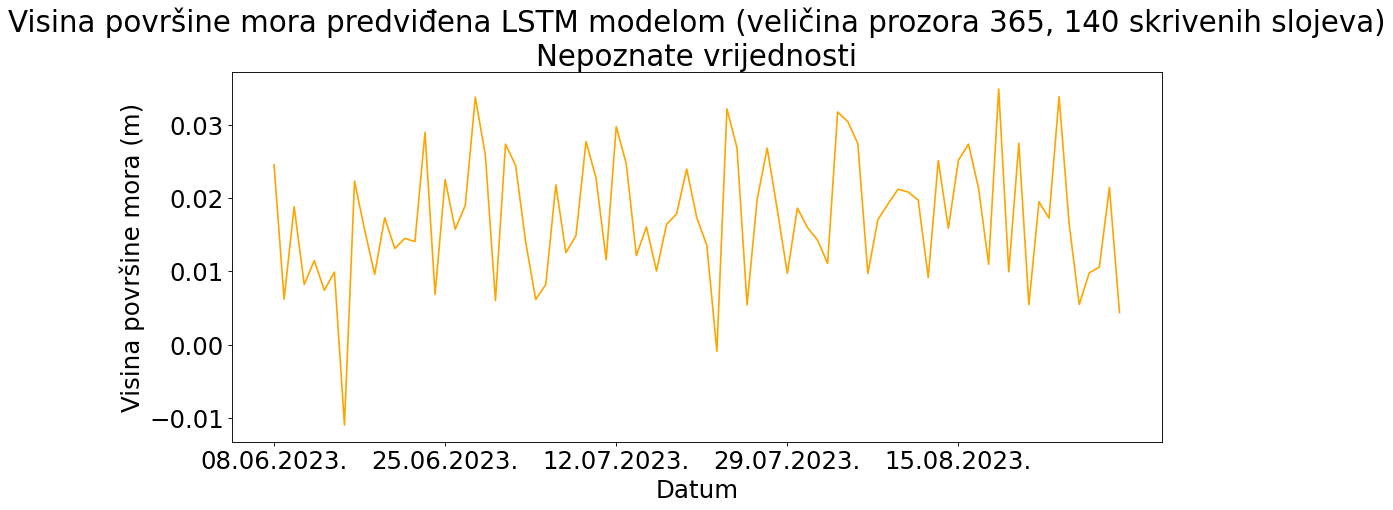 Visina površine mora predviđena LSTM modelom (veličina prozora 365, 140 skrivenih slojeva)
Nepoznate vrijednosti
Visina površine mora (m)
0.03
0.02
0.01
0.00
−0.01
08.06.2023. 25.06.2023. 12.07.2023. 29.07.2023. 15.08.2023.
Datum